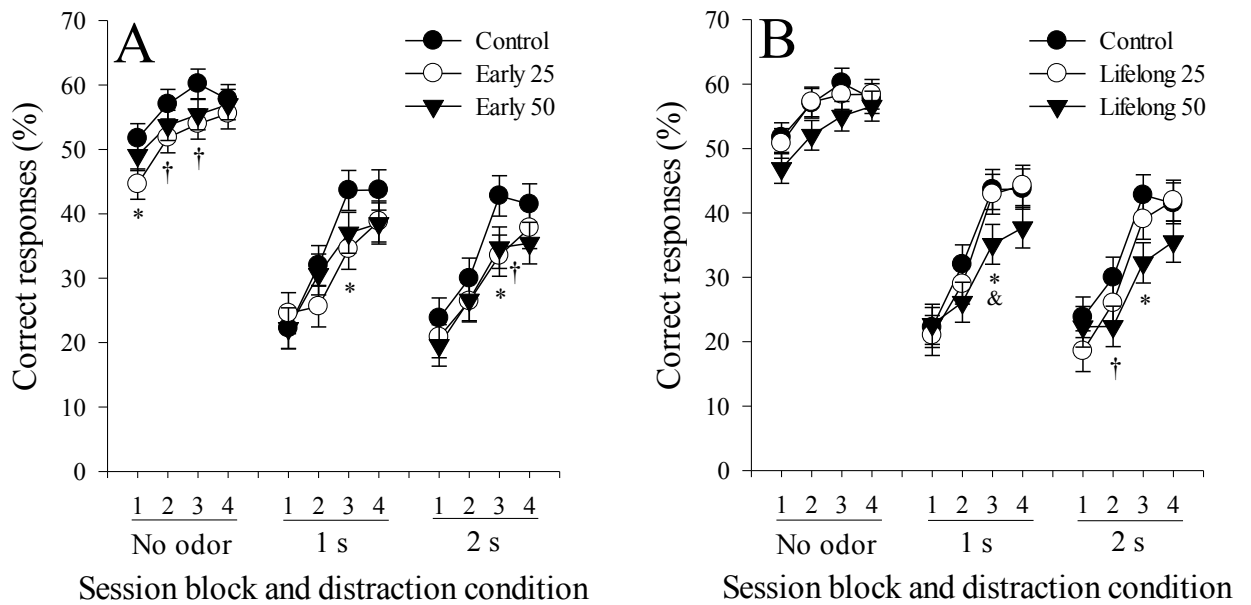 A
Control
Early 25
Early 50
Correct responses (%)
70
60
50
40
30
20
10
0
*
†
†
*
*
†
1 2 3 4
1 2 3 4
1 2 3 4
No odor
1 s
2 s
Session block and distraction condition
B
Control
Lifelong 25
Lifelong 50
Correct responses (%)
70
60
50
40
30
20
10
0
*
&
†
*
1 2 3 4
1 2 3 4
1 2 3 4
No odor
1 s
2 s
Session block and distraction condition